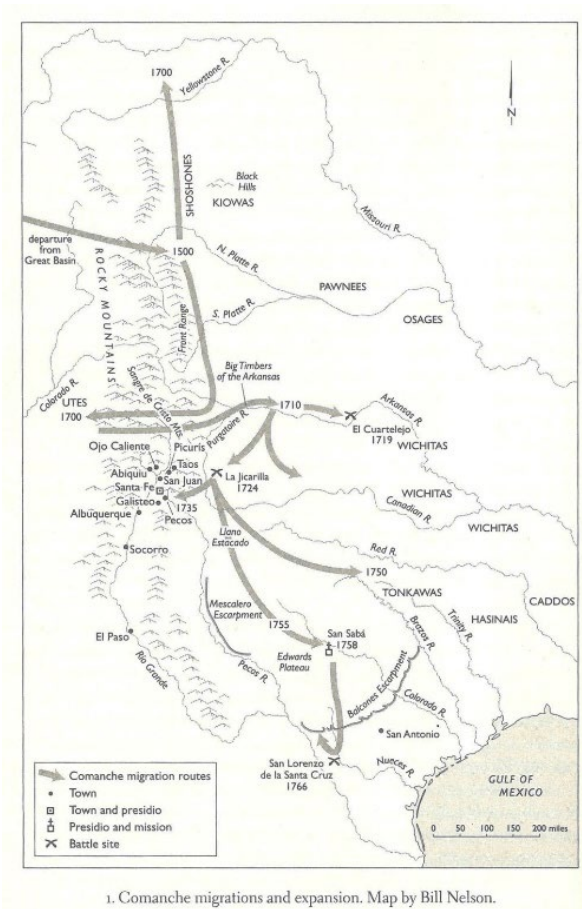 1700
Yellowstone R.
N
SHOSHONES
Black
Hills
KIOWAS
Missouri R.
departure
from
Great Basin
1500
ROCKY MOUNTAINS
N. Platte R.
PAWNEES
Front Range
S. Platte R.
OSAGES
Big Timbers
of the Arkansas
Colorado R.
UTES
1700
Sangre de Cristo Mts.
Purgatoire R.
1710
Arkansas R.
El Cuartelejo
1719
WICHITAS
Ojo Caliente
Picurís
Taos
Abiquiu
San Juan
Santa Fe
La Jicarilla
1724
Galisteo
1735
WICHITAS
Albuquerque
Pecos
Canadian R.
WICHITAS
Llano
Estacado
Socorro
Red R.
1750
TONKAWAS
CADDOS
Mescalero
Escarpment
1755
San Sabá
1758
Brazos R.
Trinity R.
HASINAIS
El Paso
Rio Grande
Pecos R.
Edwards
Plateau
Balcones Escarpment
Colorado R.
San Antonio
San Lorenzo
de la Santa Cruz
1766
Nueces R.
GULF OF
MEXICO
Comanche migration routes
Town
Town and presidio
Presidio and mission
Battle site
0 50 100 150 200 miles
1. Comanche migrations and expansion. Map by Bill Nelson.